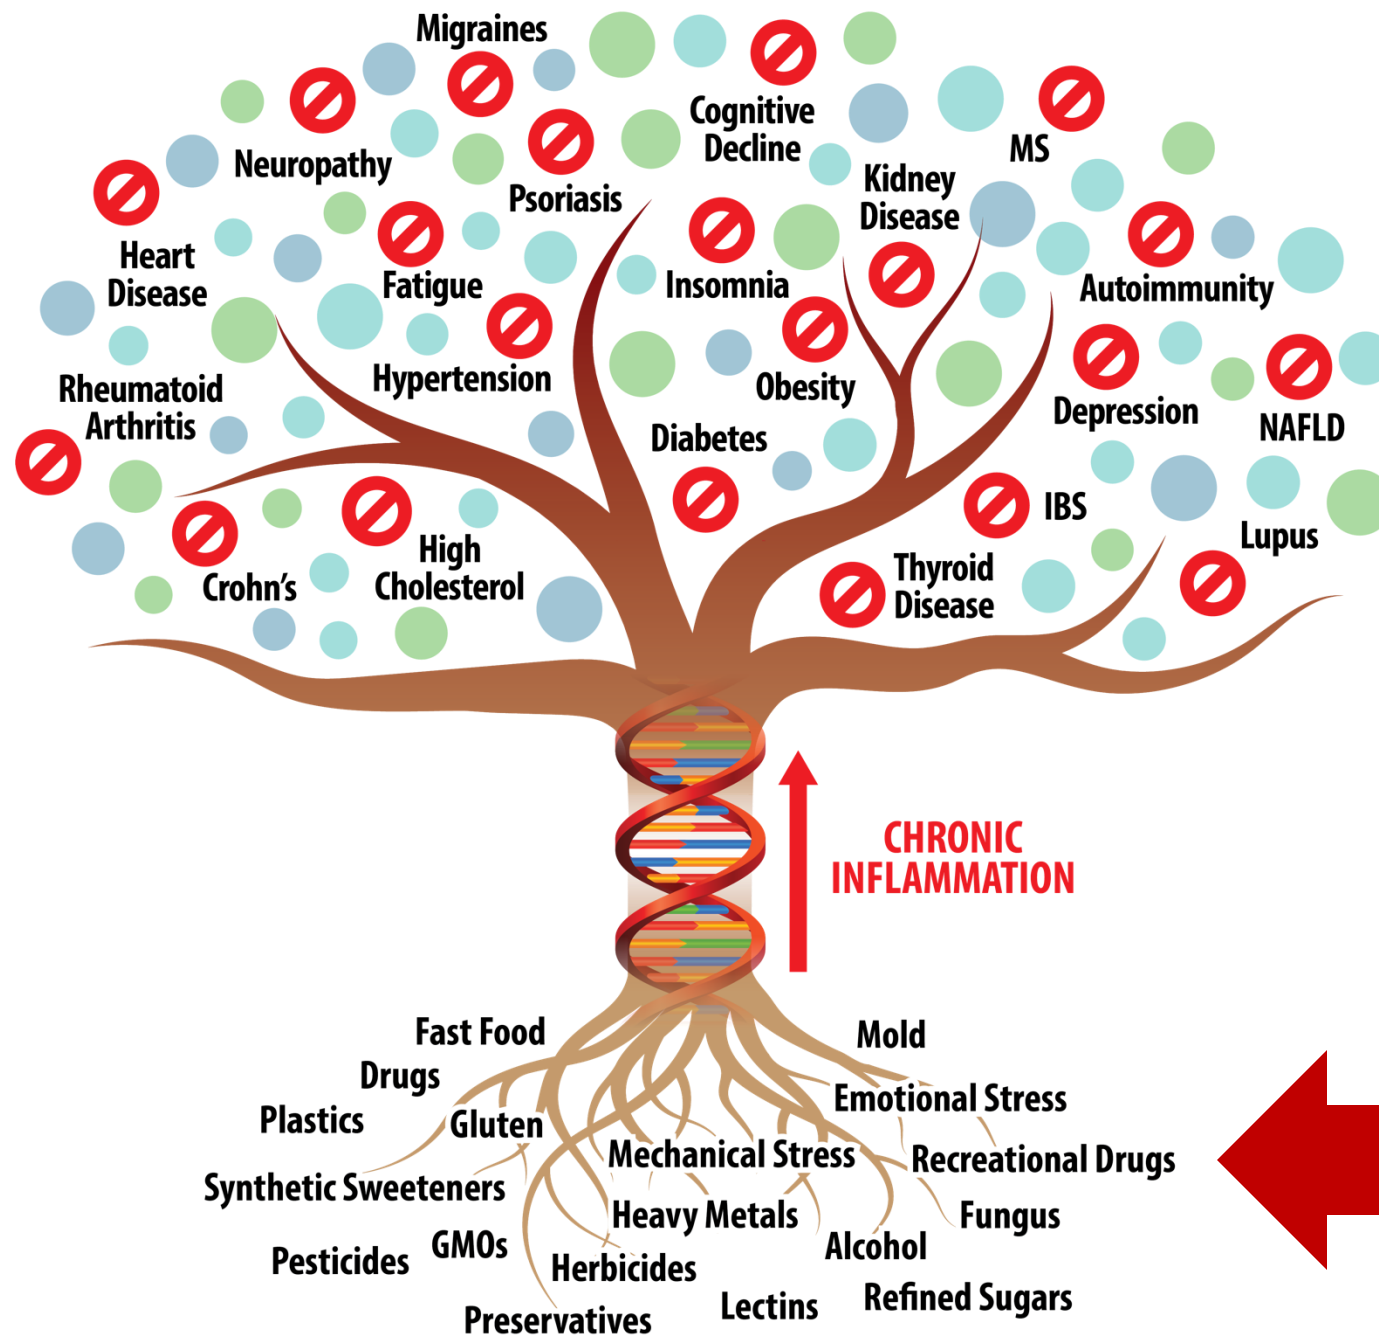 Migraines
Cognitive
Decline
MS
Neuropathy
Psoriasis
Kidney
Disease
Heart
Disease
Fatigue
Insomnia
Autoimmunity
Hypertension
Obesity
Rheumatoid
Arthritis
Diabetes
Depression
NAFLD
IBS
Lupus
Crohn's
High
Cholesterol
Thyroid
Disease
CHRONIC
INFLAMMATION
Fast Food
Mold
Drugs
Emotional Stress
Plastics
Gluten
Mechanical Stress
Recreational Drugs
Synthetic Sweeteners
Heavy Metals
Fungus
GMOs
Alcohol
Pesticides
Herbicides
Lectins
Refined Sugars
Preservatives